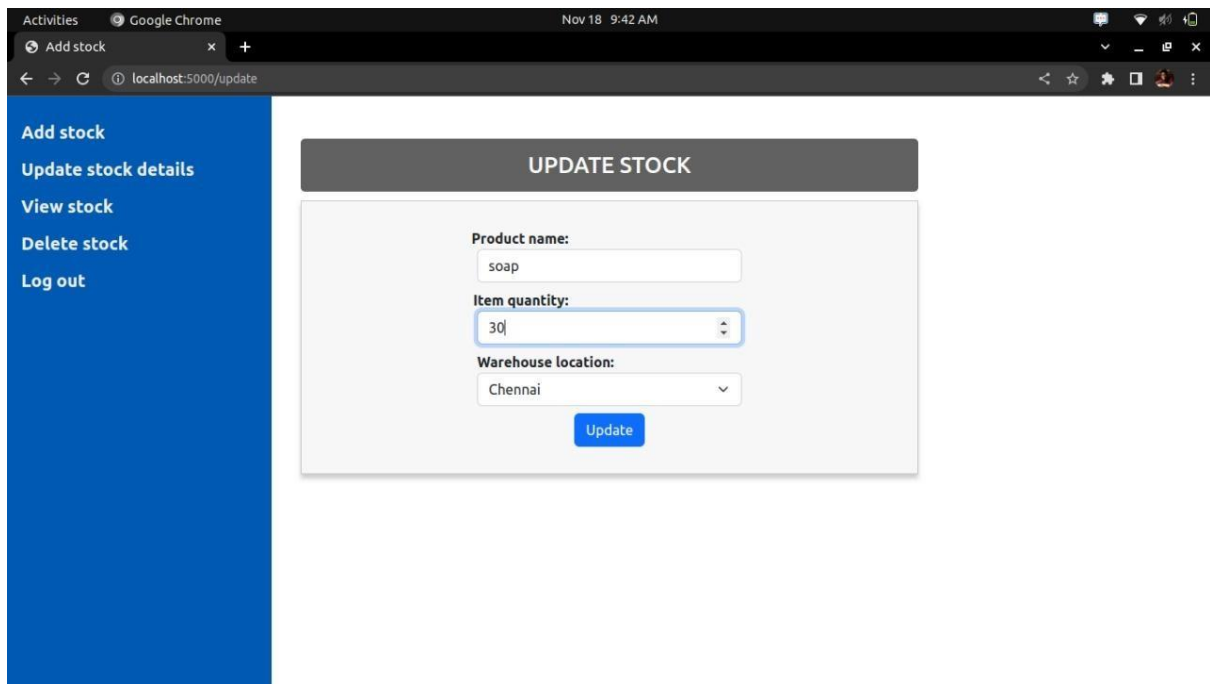 Activities Google Chrome Nov 18 9:42 AM
Add stock
localhost:5000/update
Add stock
Update stock details
View stock
Delete stock
Log out
UPDATE STOCK
Product name:
soap
Item quantity:
30
Warehouse location:
Chennai
Update